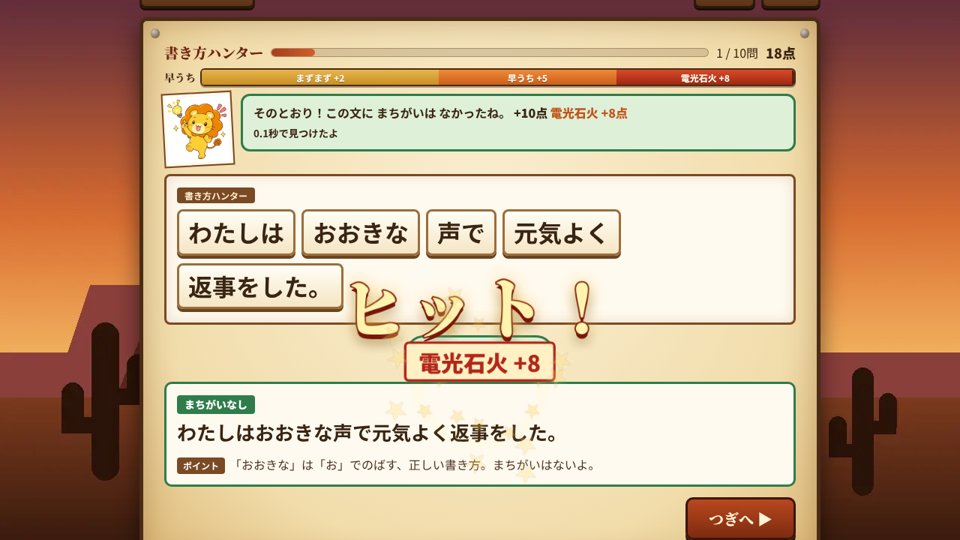 書き方ハンター 1 / 10問 18点
早うち まずまず +2 早うち +5 電光石火 +8
そのとおり！この文に まちがいは なかったね。 +10点 電光石火 +8点
0.1秒で見つけたよ
書き方ハンター
わたしは おおきな 声で 元気よく
返事をした。
ヒット！
電光石火 +8
まちがいなし
わたしはおおきな声で元気よく返事をした。
ポイント 「おおきな」は「お」でのばす、正しい書き方。まちがいはないよ。
つぎへ ▶